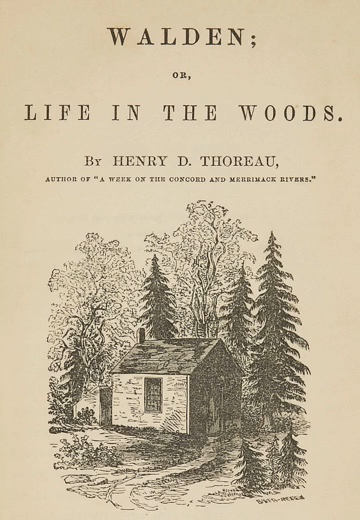 WALDEN;
OR,
LIFE IN THE WOODS.
By HENRY D. THOREAU,
AUTHOR OF "A WEEK ON THE CONCORD AND MERRIMACK RIVERS."